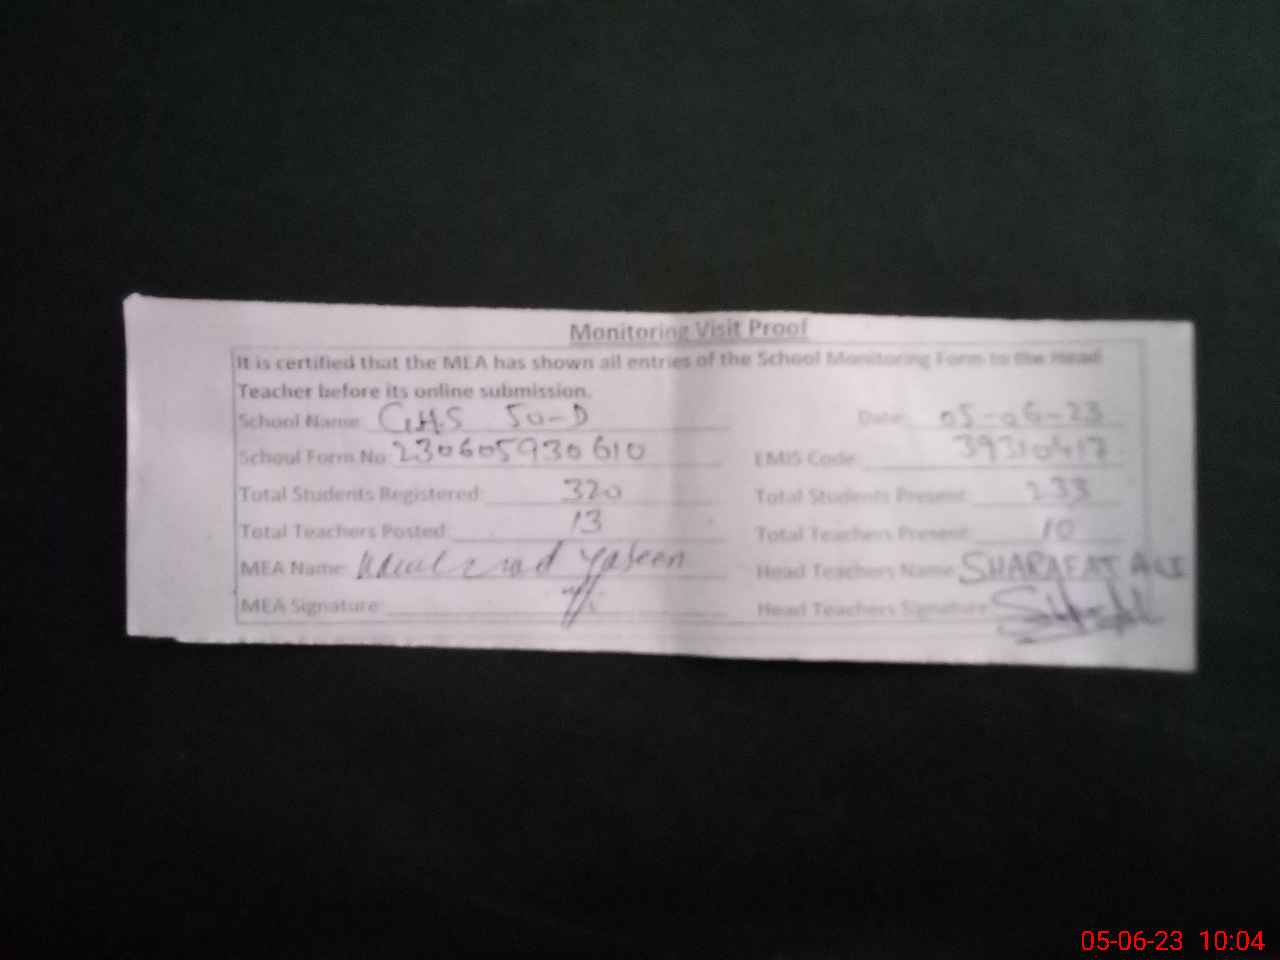 Monitoring Visit Proof
It is certified that the MEA has shown all entries of the School Monitoring Form to the Head
Teacher before its online submission.
School Name: GHS 50-D Date: 05-06-23
School Form No: 230605930610 EMIS Code: 39310417
Total Students Registered: 320 Total Students Present: 233
Total Teachers Posted: 13 Total Teachers Present: 10
MEA Name: Yaseen Head Teachers Name: SHARAFAT ALI
MEA Signature: Head Teachers Signature:
05-06-23 10:04